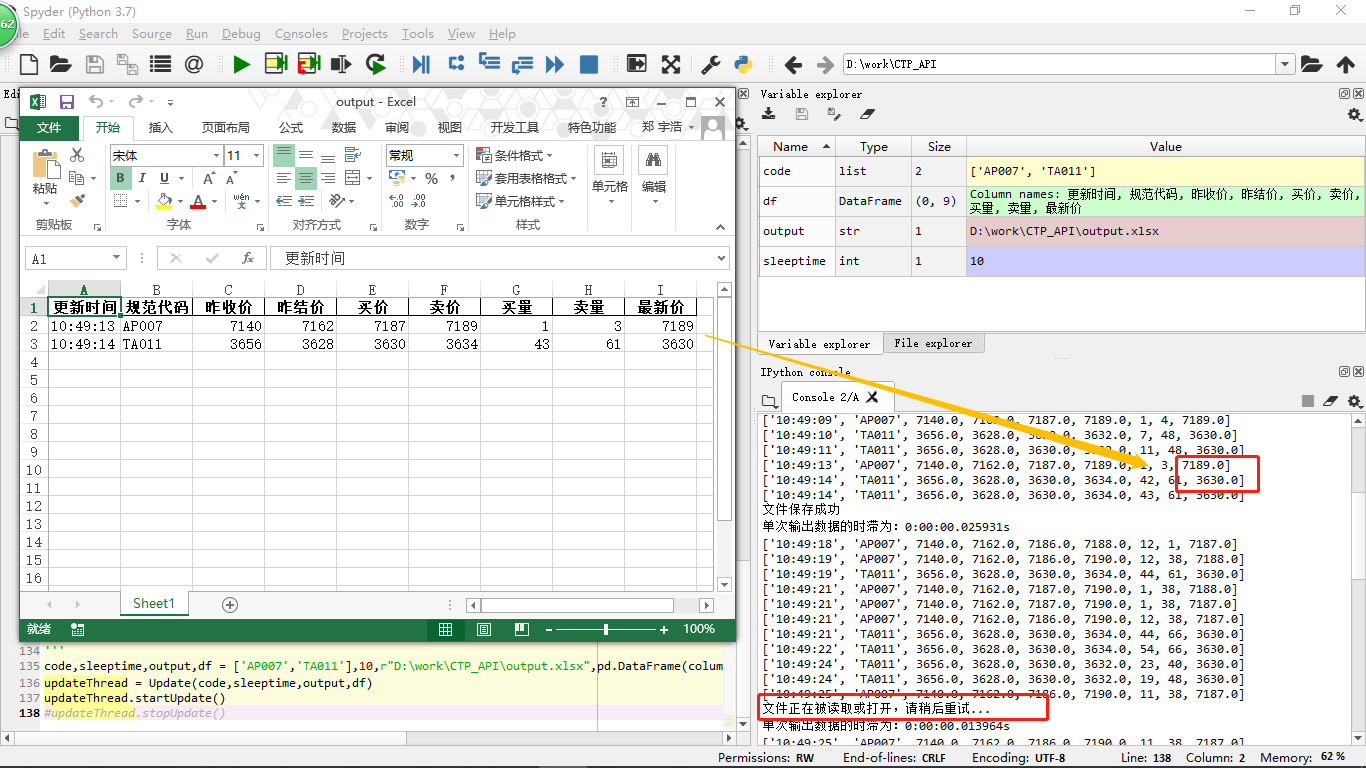 62
Spyder (Python 3.7)
Edit Search Source Run Debug Consoles Projects Tools View Help
D:\work\CTP_API
output - Excel
文件 开始 插入 页面布局 公式 数据 审阅 视图 开发工具 特色功能 郑 宇浩
粘贴
宋体 11
B I U
常规
条件格式
套用表格格式
单元格样式
单元格
编辑
剪贴板 字体 对齐方式 数字 样式
A1 更新时间
A B C D E F G H I
1 更新时间 规范代码 昨收价 昨结价 买价 卖价 买量 卖量 最新价
2 10:49:13 AP007 7140 7162 7187 7189 1 3 7189
3 10:49:14 TA011 3656 3628 3630 3634 43 61 3630
4
5
6
7
8
9
10
11
12
13
14
15
16
Sheet1
就绪 100%
134 '''
135 code,sleeptime,output,df = ['AP007','TA011'],10,r"D:\work\CTP_API\output.xlsx",pd.DataFrame(colum
136 updateThread = Update(code,sleeptime,output,df)
137 updateThread.startUpdate()
138 #updateThread.stopUpdate()
Variable explorer
Name Type Size Value
code list 2 ['AP007', 'TA011']
df DataFrame (0, 9) Column names: 更新时间, 规范代码, 昨收价, 昨结价, 买价, 卖价,
买量, 卖量, 最新价
output str 1 D:\work\CTP_API\output.xlsx
sleeptime int 1 10
Variable explorer File explorer
IPython console
Console 2/A
['10:49:09', 'AP007', 7140.0, 7162.0, 7187.0, 7189.0, 1, 4, 7189.0]
['10:49:10', 'TA011', 3656.0, 3628.0, 3630.0, 3632.0, 7, 48, 3630.0]
['10:49:11', 'TA011', 3656.0, 3628.0, 3630.0, 11, 48, 3630.0]
['10:49:13', 'AP007', 7140.0, 7162.0, 7187.0, 7189.0, 1, 3, 7189.0]
['10:49:14', 'TA011', 3656.0, 3628.0, 3630.0, 3634.0, 42, 61, 3630.0]
['10:49:14', 'TA011', 3656.0, 3628.0, 3630.0, 3634.0, 43, 61, 3630.0]
文件保存成功
单次输出数据的时滞为: 0:00:00.025931s
['10:49:18', 'AP007', 7140.0, 7162.0, 7186.0, 7188.0, 12, 1, 7187.0]
['10:49:19', 'AP007', 7140.0, 7162.0, 7186.0, 7190.0, 12, 38, 7188.0]
['10:49:19', 'TA011', 3656.0, 3628.0, 3630.0, 3634.0, 44, 61, 3630.0]
['10:49:21', 'AP007', 7140.0, 7162.0, 7187.0, 7190.0, 1, 38, 7188.0]
['10:49:21', 'AP007', 7140.0, 7162.0, 7187.0, 7190.0, 1, 38, 7187.0]
['10:49:21', 'AP007', 7140.0, 7162.0, 7186.0, 7190.0, 12, 38, 7187.0]
['10:49:21', 'TA011', 3656.0, 3628.0, 3630.0, 3634.0, 44, 66, 3630.0]
['10:49:22', 'TA011', 3656.0, 3628.0, 3630.0, 3634.0, 54, 66, 3630.0]
['10:49:24', 'TA011', 3656.0, 3628.0, 3630.0, 3632.0, 23, 40, 3630.0]
['10:49:24', 'TA011', 3656.0, 3628.0, 3630.0, 3632.0, 19, 48, 3630.0]
['10:49:25', 'AP007', 7140.0, 7162.0, 7186.0, 7190.0, 11, 38, 7187.0]
文件正在被读取或打开, 请稍后重试...
单次输出数据的时滞为: 0:00:00.013964s
['10:49:25', 'AP007', 7140.0, 7162.0, 7186.0, 7190.0, 11, 38, 7187.0]
Permissions: RW End-of-lines: CRLF Encoding: UTF-8 Line: 138 Column: 2 Memory: 62 %